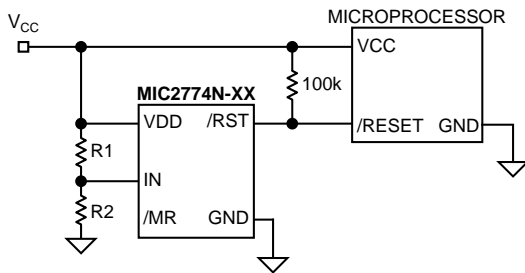 VCC
MICROPROCESSOR
VCC
100k
MIC2774N-XX
VDD
/RST
/RESET
GND
R1
IN
R2
/MR
GND